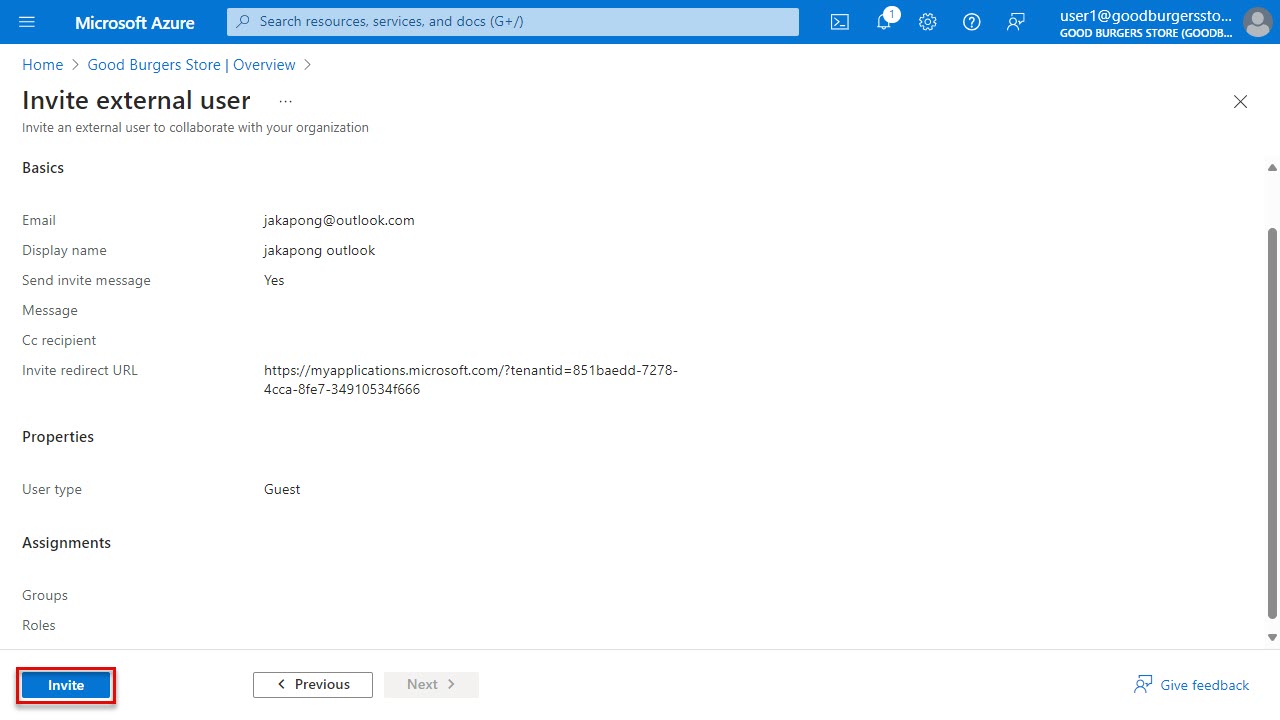 Microsoft Azure
Search resources, services, and docs (G+/)
1
user1@goodburgerssto...
GOOD BURGERS STORE (GOODB...
Home > Good Burgers Store | Overview >
Invite external user ...
Invite an external user to collaborate with your organization
Basics
Email jakapong@outlook.com
Display name jakapong outlook
Send invite message Yes
Message
Cc recipient
Invite redirect URL https://myapplications.microsoft.com/?tenantid=851baedd-7278-
4cca-8fe7-34910534f666
Properties
User type Guest
Assignments
Groups
Roles
Invite < Previous Next > Give feedback